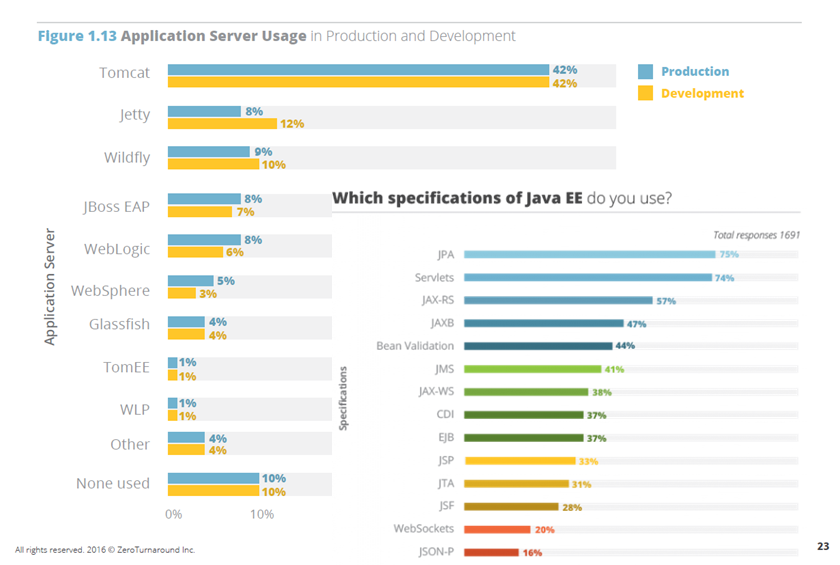 Figure 1.13 Application Server Usage in Production and Development
Production
Development
Tomcat 42% 42%
Jetty 8% 12%
Wildfly 9% 10%
JBoss EAP 8% 7%
WebLogic 8% 6%
WebSphere 5% 3%
Glassfish 4% 4%
TomEE 1% 1%
WLP 1% 1%
Other 4% 4%
None used 10% 10%
0% 10%
Application Server
Which specifications of Java EE do you use?
Total responses 1691
JPA 75%
Servlets 74%
JAX-RS 57%
JAXB 47%
Bean Validation 44%
JMS 41%
JAX-WS 38%
CDI 37%
EJB 37%
JSP 33%
JTA 31%
JSF 28%
WebSockets 20%
JSON-P 16%
Specifications
All rights reserved. 2016 © ZeroTurnaround Inc.
23